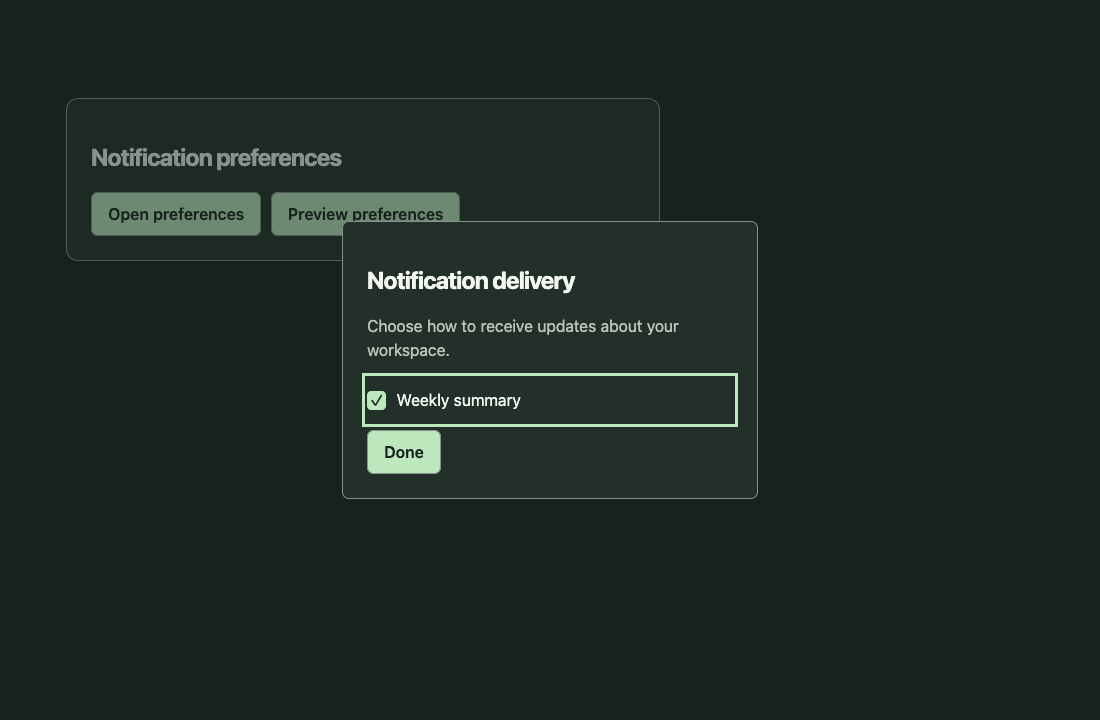 Notification preferences
Open preferences
Preview preferences
Notification delivery
Choose how to receive updates about your
workspace.
Weekly summary
Done